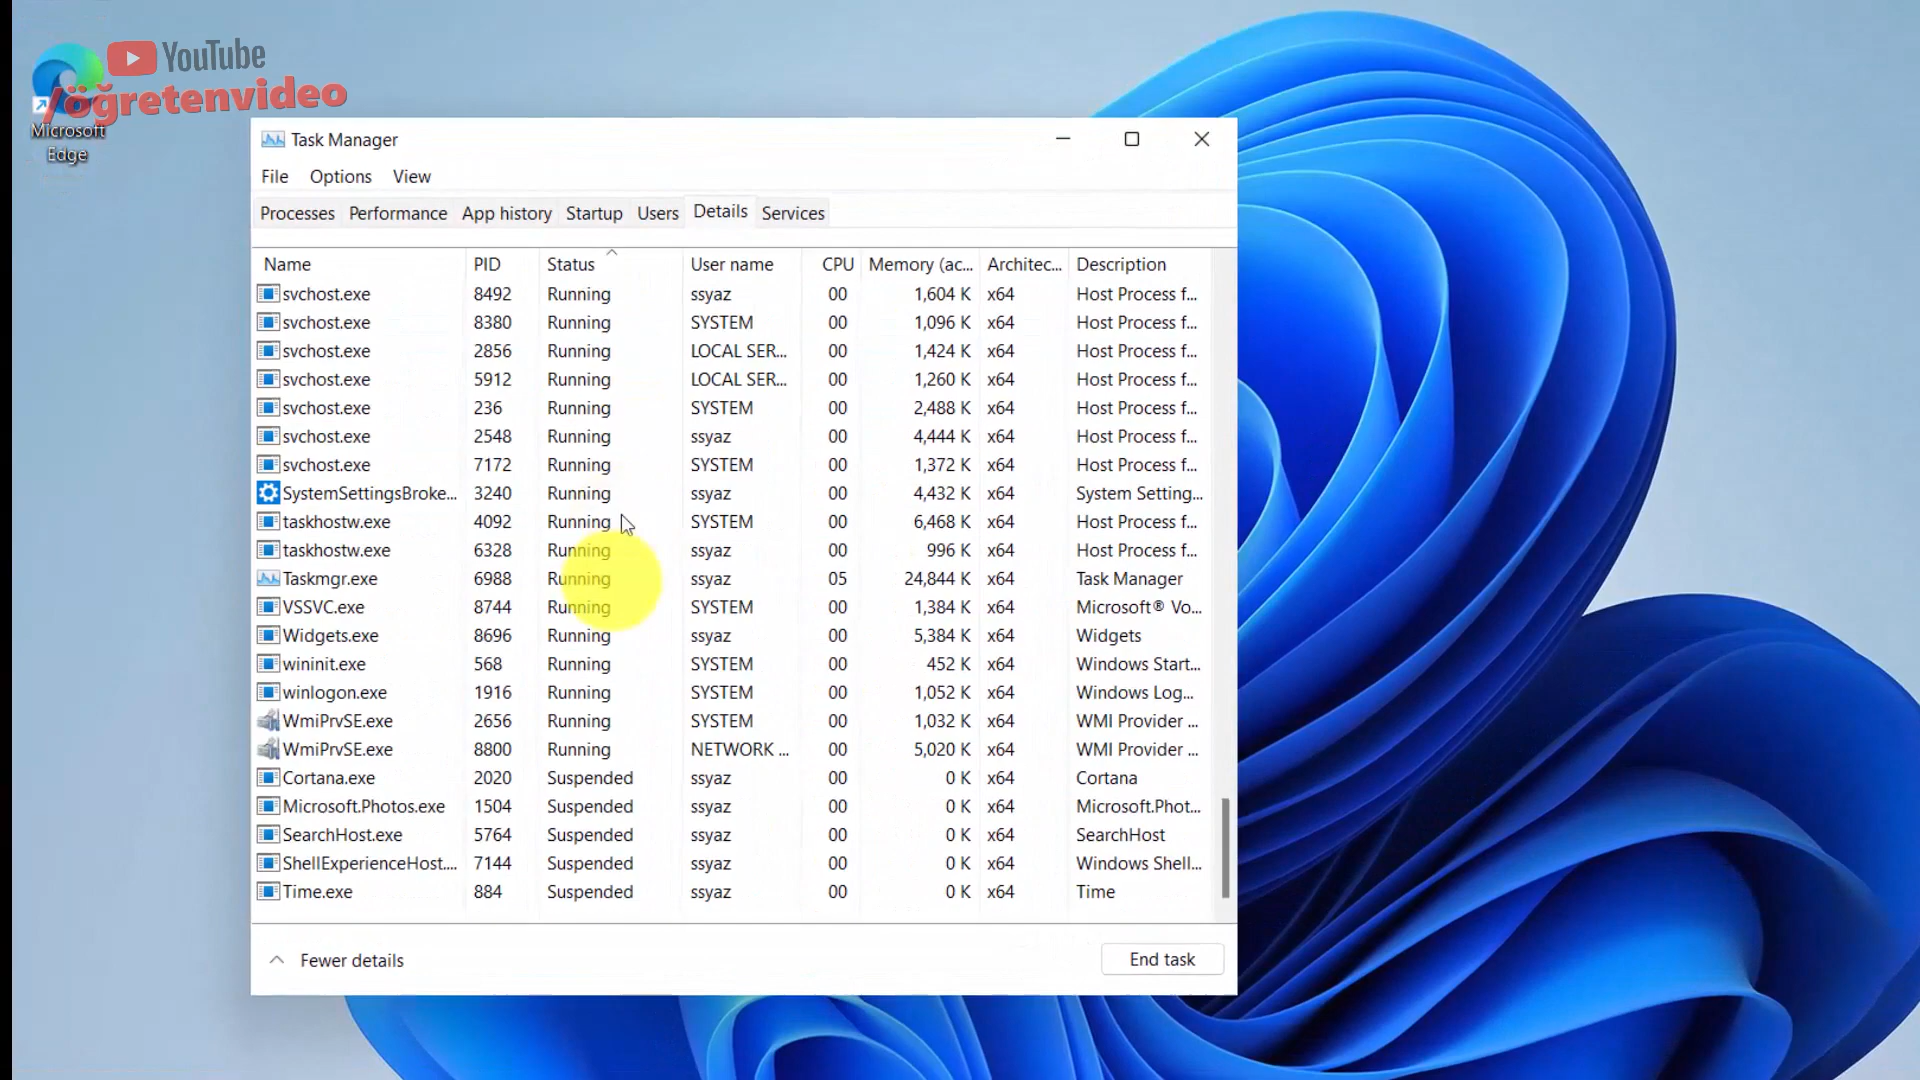 YouTube
/öğretenvideo
Microsoft
Edge
Task Manager
File Options View
Processes Performance App history Startup Users Details Services
Name PID Status User name CPU Memory (ac... Architec... Description
svchost.exe 8492 Running ssyaz 00 1,604 K x64 Host Process f...
svchost.exe 8380 Running SYSTEM 00 1,096 K x64 Host Process f...
svchost.exe 2856 Running LOCAL SER... 00 1,424 K x64 Host Process f...
svchost.exe 5912 Running LOCAL SER... 00 1,260 K x64 Host Process f...
svchost.exe 236 Running SYSTEM 00 2,488 K x64 Host Process f...
svchost.exe 2548 Running ssyaz 00 4,444 K x64 Host Process f...
svchost.exe 7172 Running SYSTEM 00 1,372 K x64 Host Process f...
SystemSettingsBroke... 3240 Running ssyaz 00 4,432 K x64 System Setting...
taskhostw.exe 4092 Running SYSTEM 00 6,468 K x64 Host Process f...
taskhostw.exe 6328 Running ssyaz 00 996 K x64 Host Process f...
Taskmgr.exe 6988 Running ssyaz 05 24,844 K x64 Task Manager
VSSVC.exe 8744 Running SYSTEM 00 1,384 K x64 Microsoft® Vo...
Widgets.exe 8696 Running ssyaz 00 5,384 K x64 Widgets
wininit.exe 568 Running SYSTEM 00 452 K x64 Windows Start...
winlogon.exe 1916 Running SYSTEM 00 1,052 K x64 Windows Log...
WmiPrvSE.exe 2656 Running SYSTEM 00 1,032 K x64 WMI Provider ...
WmiPrvSE.exe 8800 Running NETWORK ... 00 5,020 K x64 WMI Provider ...
Cortana.exe 2020 Suspended ssyaz 00 0 K x64 Cortana
Microsoft.Photos.exe 1504 Suspended ssyaz 00 0 K x64 Microsoft.Phot...
SearchHost.exe 5764 Suspended ssyaz 00 0 K x64 SearchHost
ShellExperienceHost.... 7144 Suspended ssyaz 00 0 K x64 Windows Shell...
Time.exe 884 Suspended ssyaz 00 0 K x64 Time
Fewer details End task